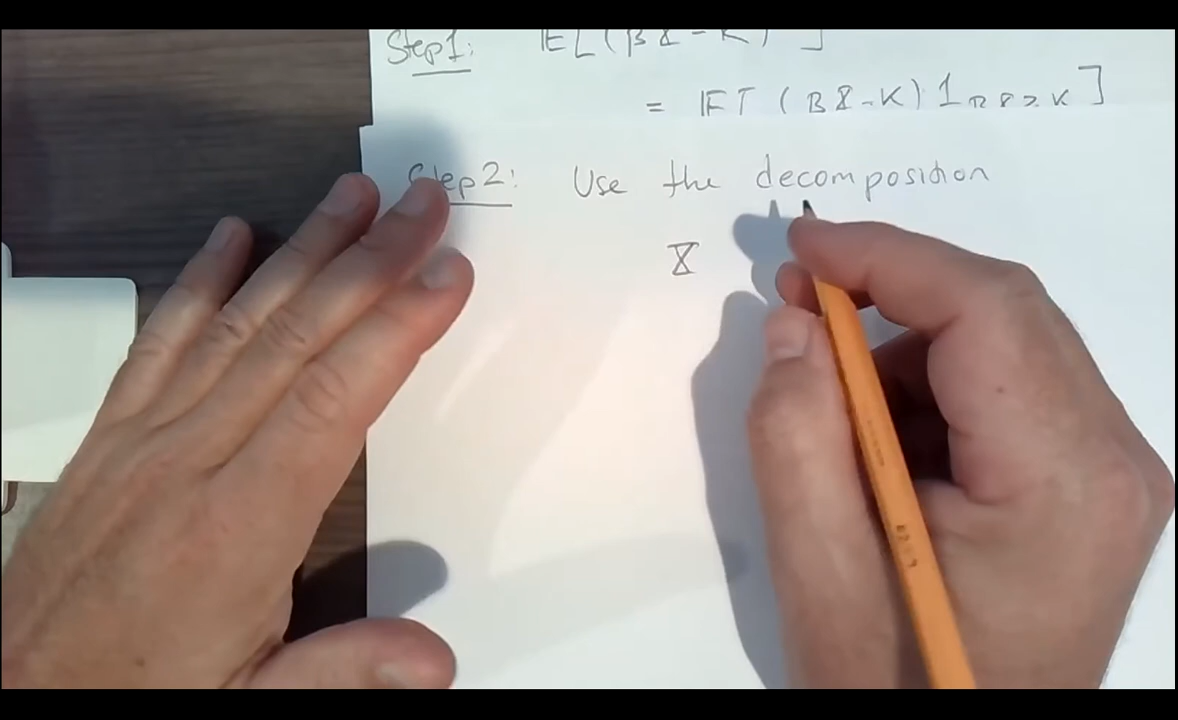 Step1: 𝔼[(β𝕏-K)⁺]
= 𝔼[(β𝕏-K)1β𝕏≥K]
Step2: Use the decomposition
𝕏